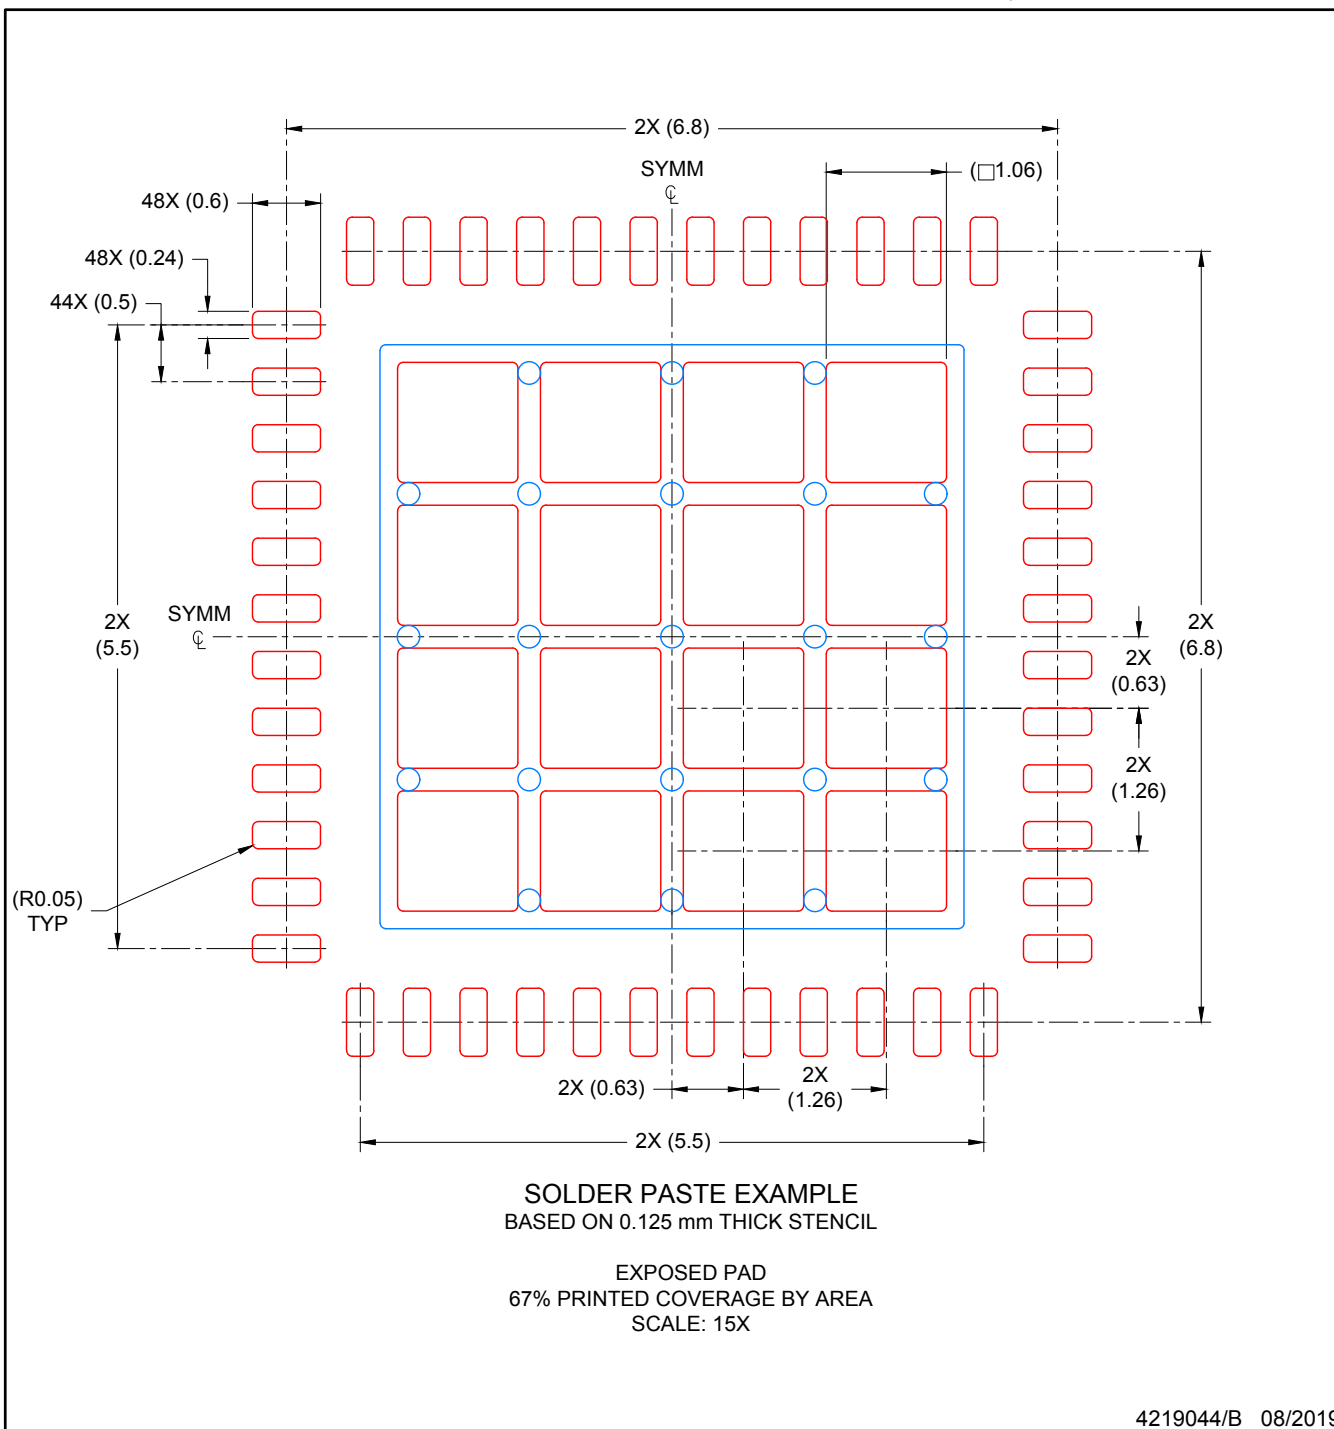 2X (6.8)
SYMM
℄
(□1.06)
48X (0.6)
48X (0.24)
44X (0.5)
2X
(5.5)
SYMM
℄
2X
(6.8)
2X
(0.63)
2X
(1.26)
(R0.05)
TYP
2X (0.63)
2X
(1.26)
2X (5.5)
SOLDER PASTE EXAMPLE
BASED ON 0.125 mm THICK STENCIL
EXPOSED PAD
67% PRINTED COVERAGE BY AREA
SCALE: 15X
4219044/B 08/2019